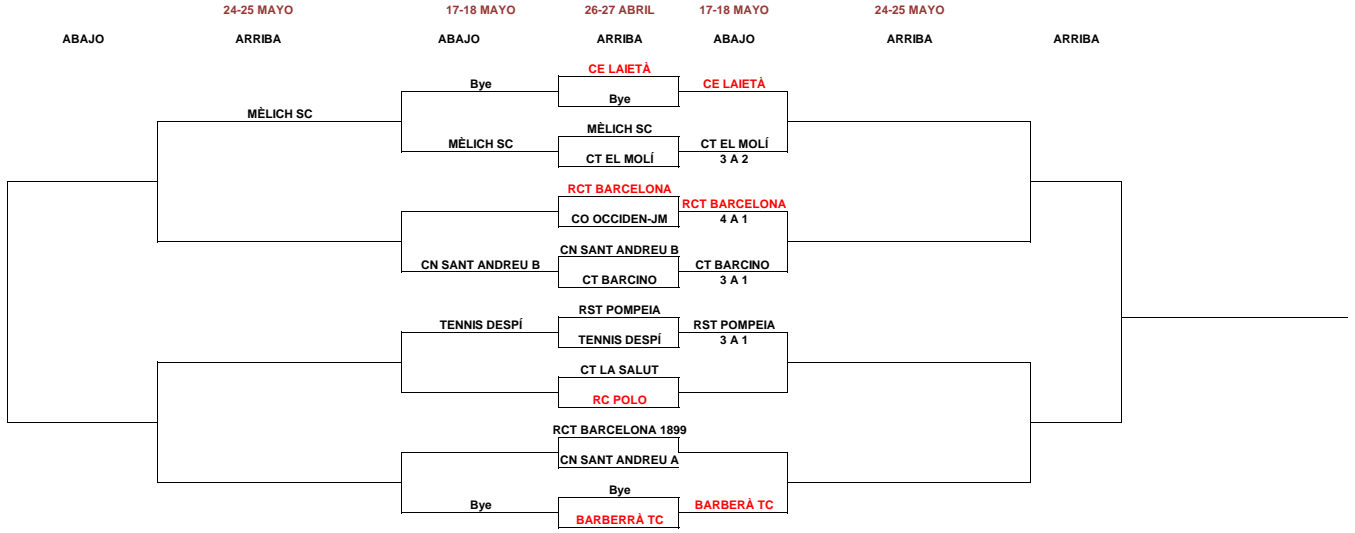 24-25 MAYO 17-18 MAYO 26-27 ABRIL 17-18 MAYO 24-25 MAYO
ABAJO ARRIBA ABAJO ARRIBA ABAJO ARRIBA ARRIBA
CE LAIETÀ
Bye CE LAIETÀ
Bye
MÈLICH SC
MÈLICH SC
MÈLICH SC CT EL MOLÍ
CT EL MOLÍ 3 A 2
RCT BARCELONA
RCT BARCELONA
CO OCCIDEN-JM 4 A 1
CN SANT ANDREU B
CN SANT ANDREU B CT BARCINO
CT BARCINO 3 A 1
RST POMPEIA
TENNIS DESPÍ RST POMPEIA
TENNIS DESPÍ 3 A 1
CT LA SALUT
RC POLO
RCT BARCELONA 1899
CN SANT ANDREU A
Bye
Bye BARBERÀ TC
BARBERRÀ TC